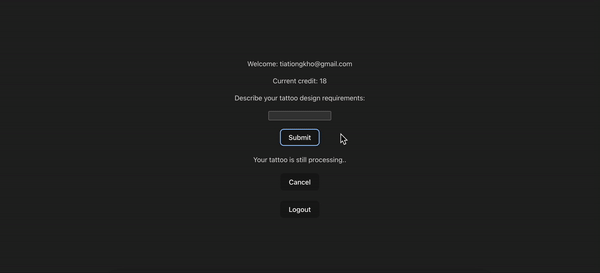 Welcome: tiationgkho@gmail.com
Current credit: 18
Describe your tattoo design requirements:
Submit
Your tattoo is still processing..
Cancel
Logout